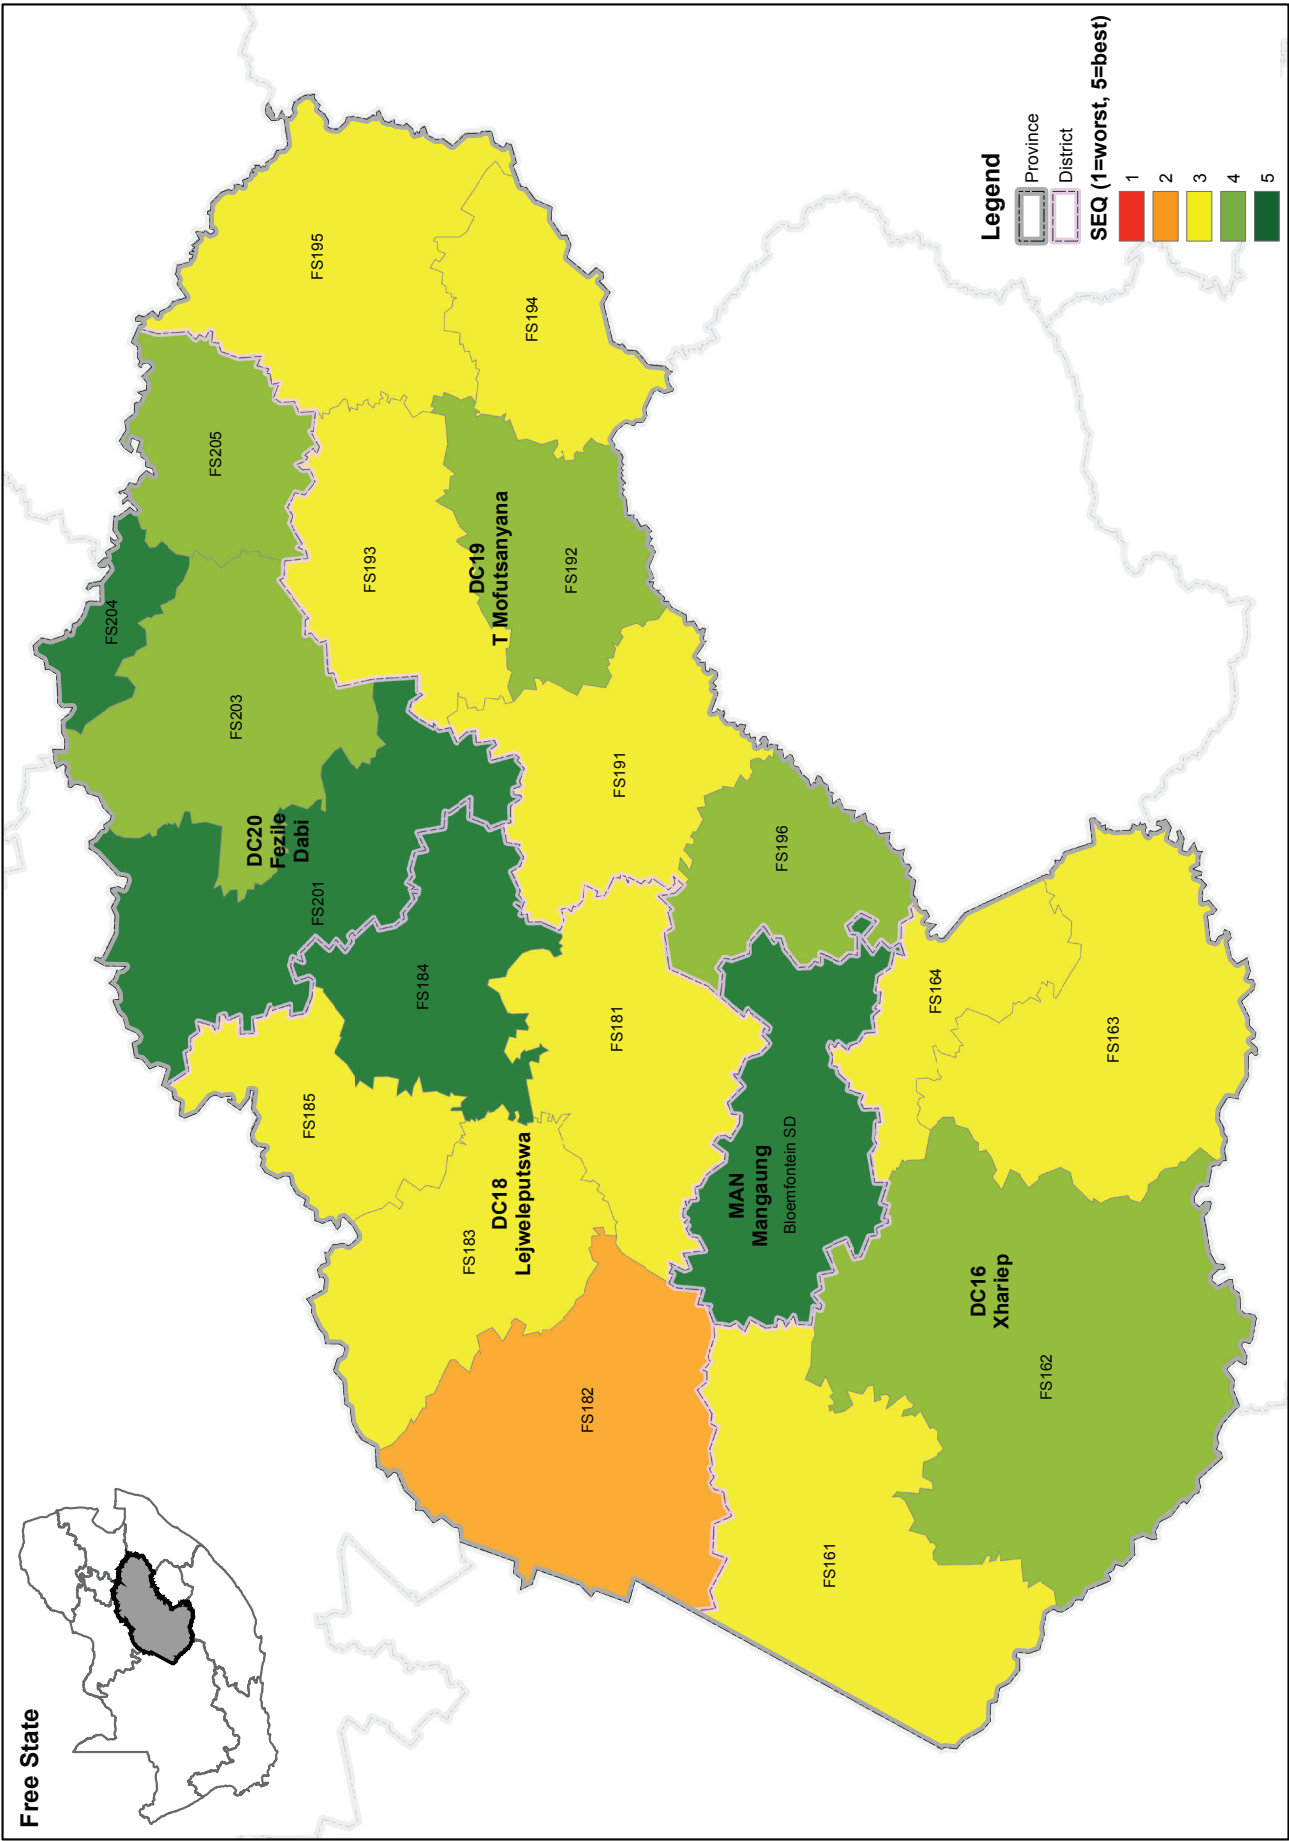 Free State
FS195
FS205
FS194
FS204
FS193
DC19
T Mofutsanyana
FS192
FS203
FS191
DC20
Fezile
Dabi
FS201
FS196
FS184
FS181
FS164
FS163
FS185
DC18
Lejweleputswa
FS183
MAN
Mangaung
Bloemfontein SD
DC16
Xhariep
FS162
FS182
FS161
Legend
Province
District
SEQ (1=worst, 5=best)
1
2
3
4
5